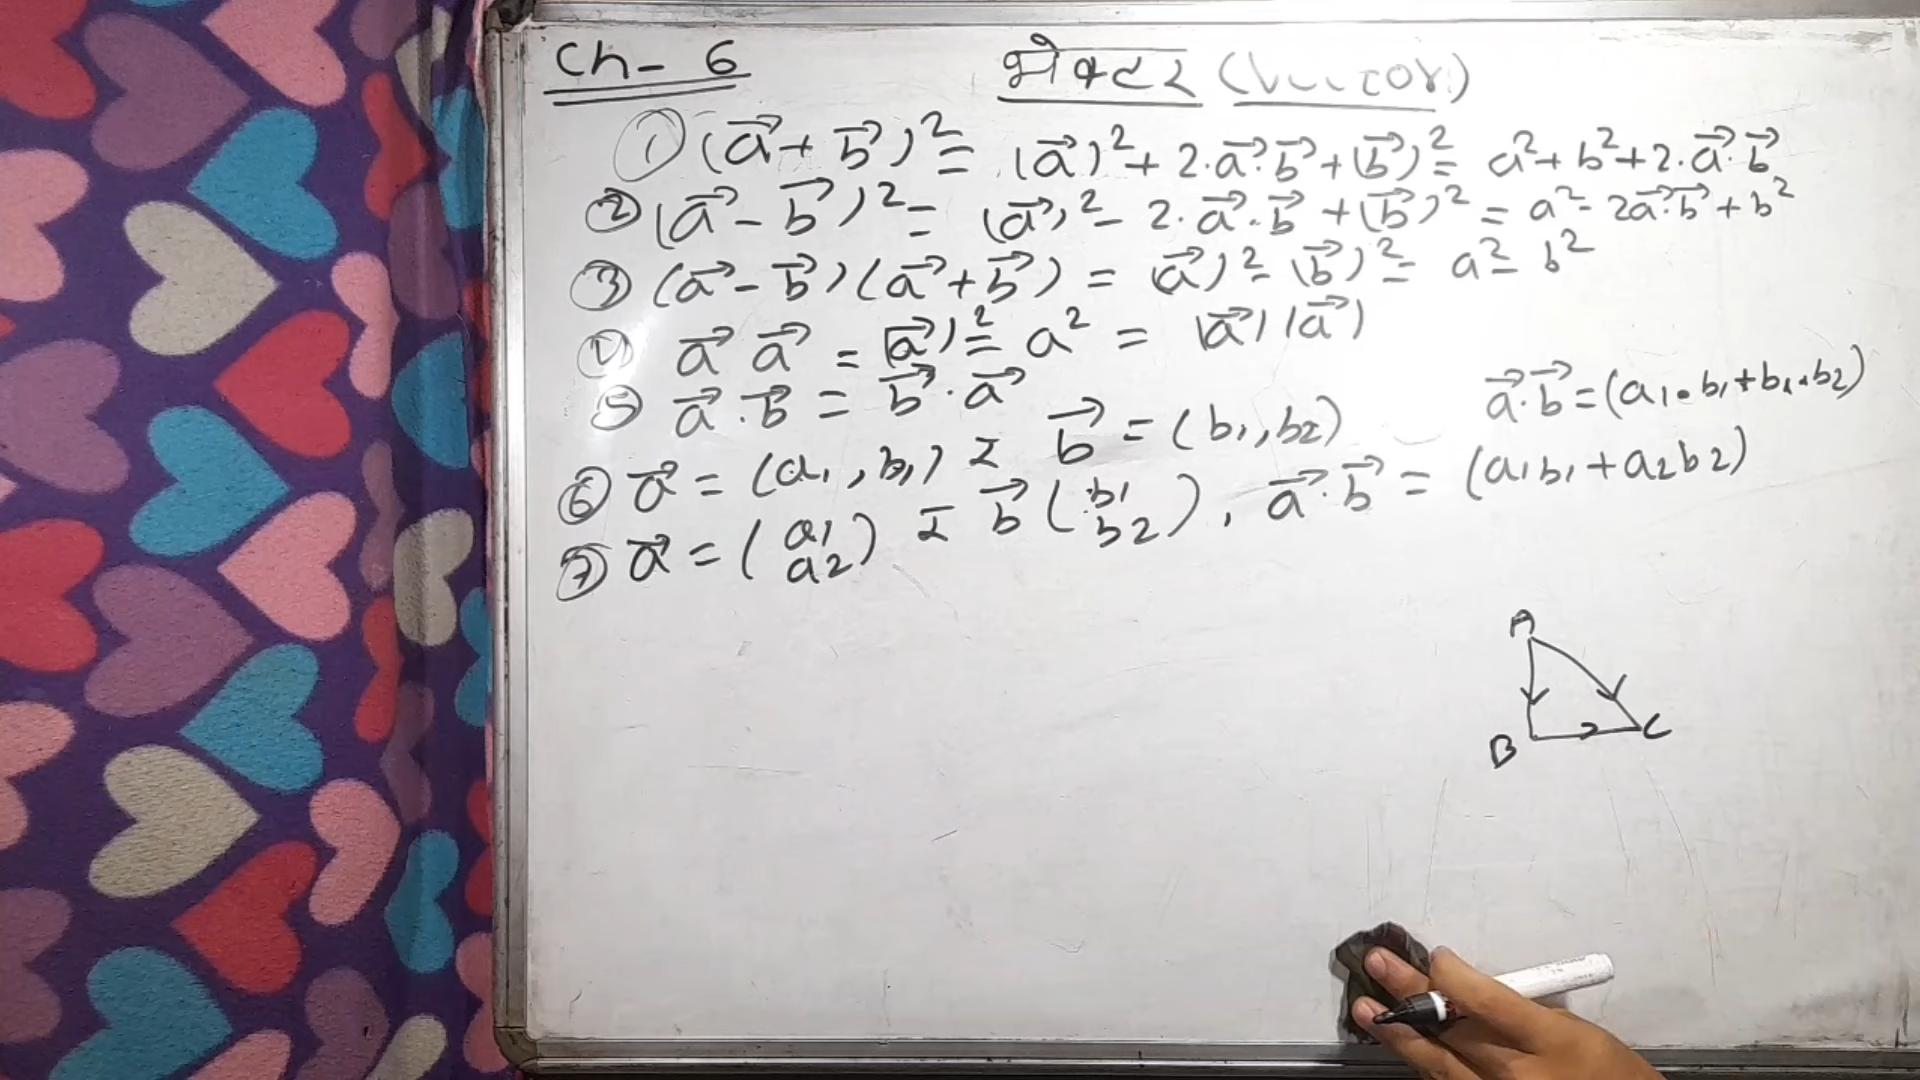 Ch- 6 भेक्टर (Vector)
① (a⃗ + b⃗)² = (a⃗)² + 2·a⃗·b⃗ + (b⃗)² = a² + b² + 2·a⃗·b⃗
② (a⃗ - b⃗)² = (a⃗)² - 2·a⃗·b⃗ + (b⃗)² = a² - 2a⃗·b⃗ + b²
③ (a⃗ - b⃗)(a⃗ + b⃗) = (a⃗)² - (b⃗)² = a² - b²
④ a⃗ a⃗ = (a⃗)² = a² = |a⃗| |a⃗|
⑤ a⃗·b⃗ = b⃗·a⃗
⑥ a⃗ = (a₁, b₁) र b⃗ = (b₁, b₂) a⃗·b⃗ = (a₁·b₁ + b₁·b₂)
⑦ a⃗ = (a1 a2) र b⃗ (b1 b2), a⃗·b⃗ = (a1b1 + a2b2)
A
B C